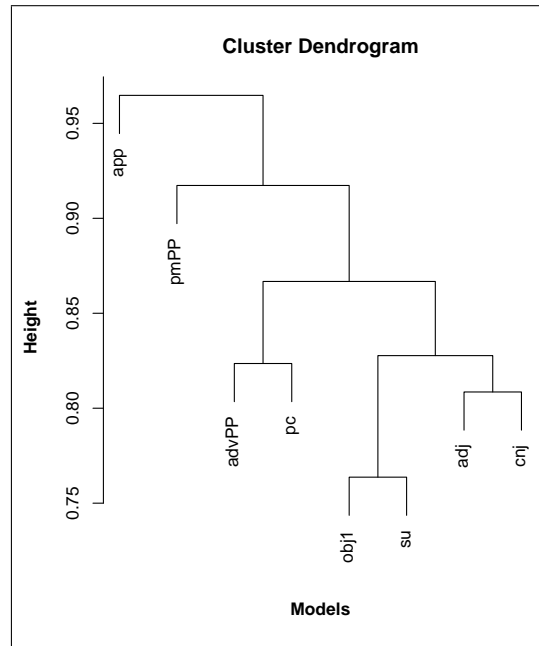 Cluster Dendrogram
Height
0.95
0.90
0.85
0.80
0.75
app
pmPP
advPP
pc
obj1
su
adj
cnj
Models